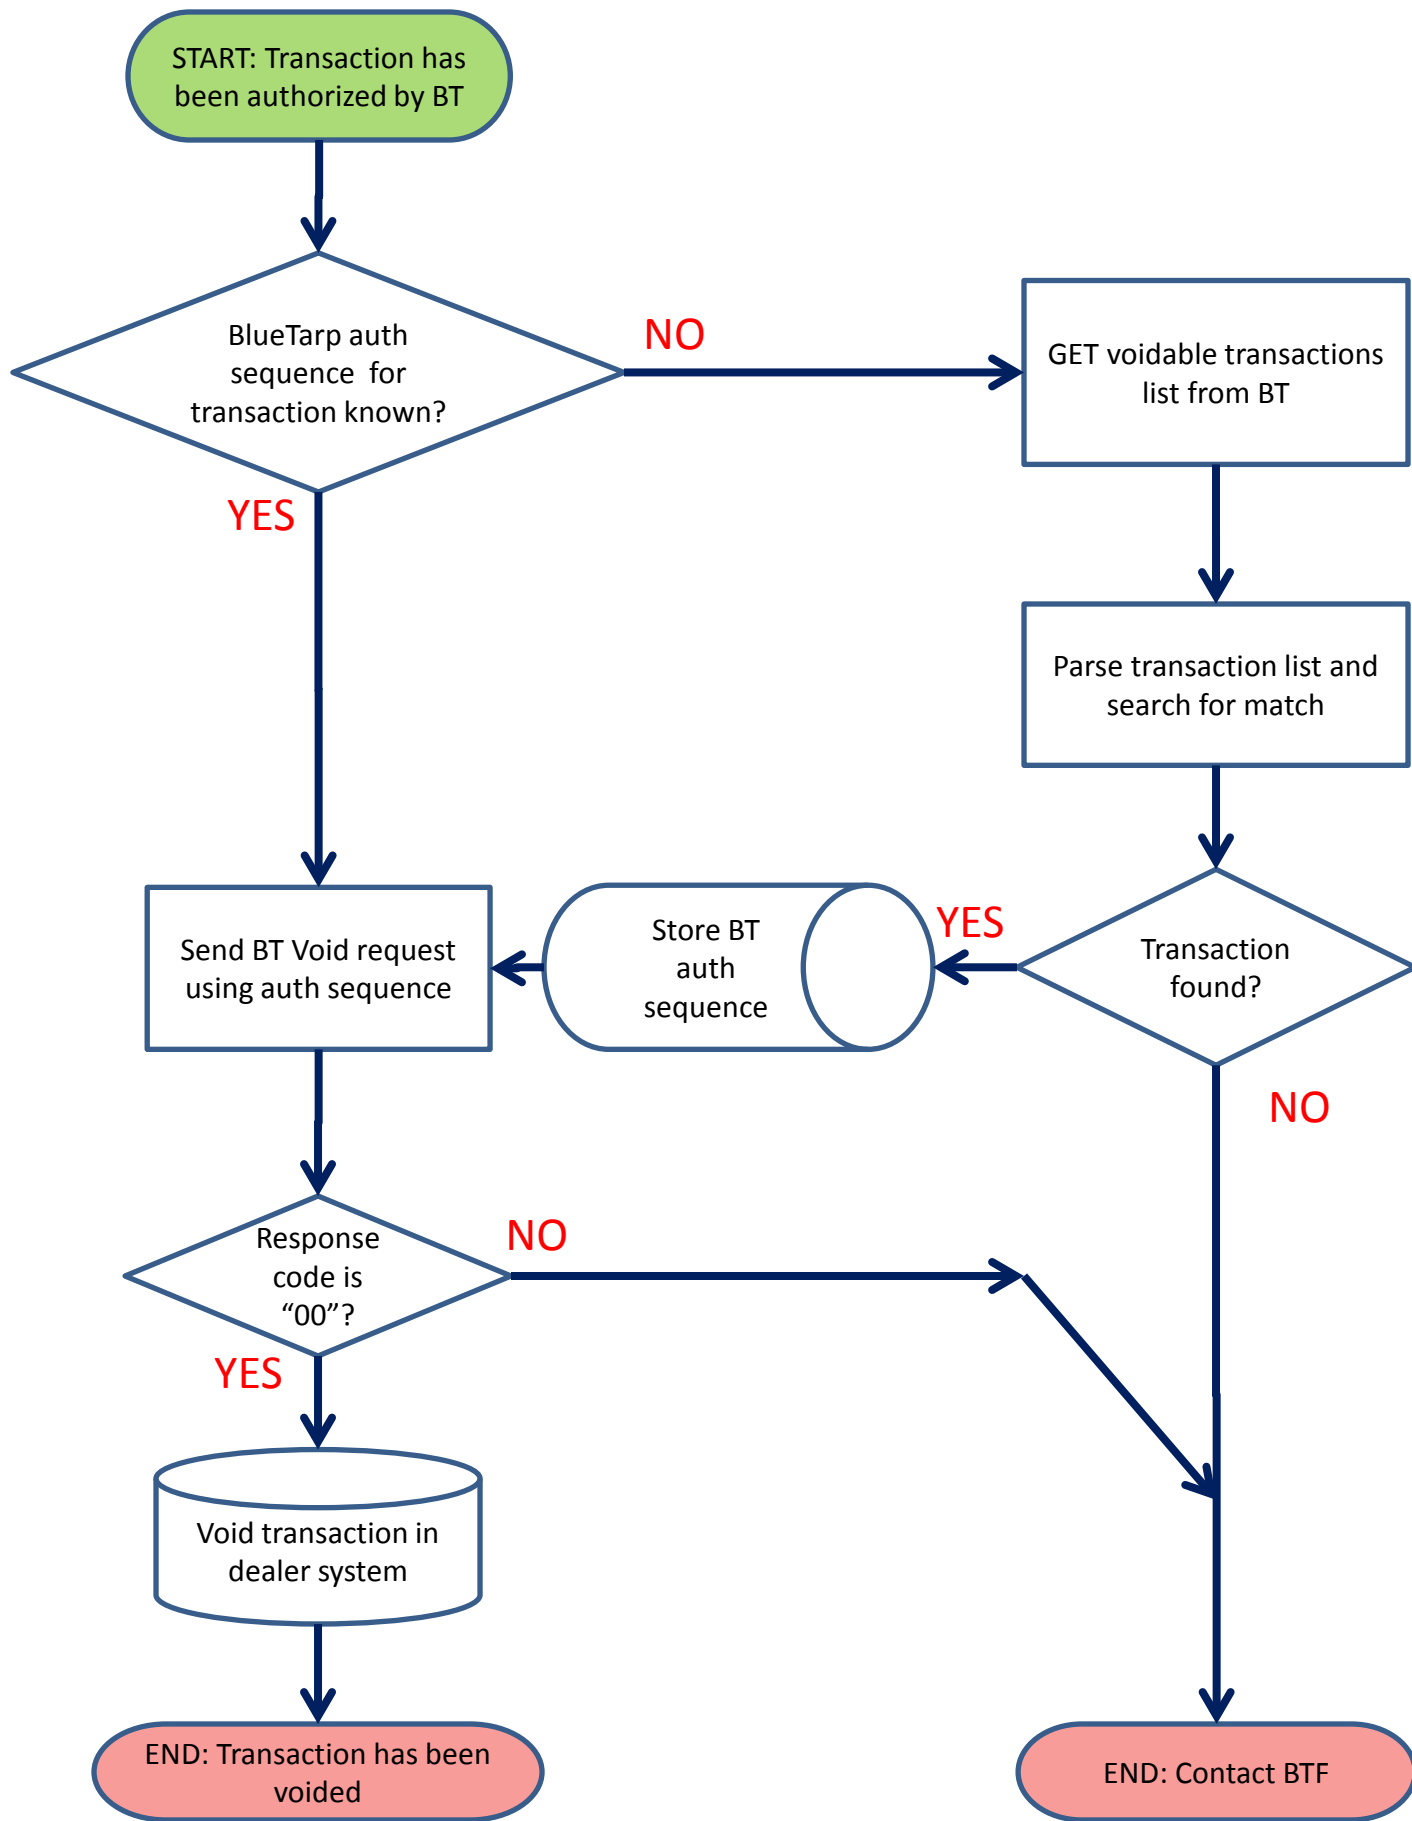 START: Transaction has
been authorized by BT
BlueTarp auth
sequence for
transaction known?
NO
GET voidable transactions
list from BT
YES
Parse transaction list and
search for match
Send BT Void request
using auth sequence
Store BT
auth
sequence
YES
Transaction
found?
NO
Response
code is
“00”?
NO
YES
Void transaction in
dealer system
END: Transaction has been
voided
END: Contact BTF